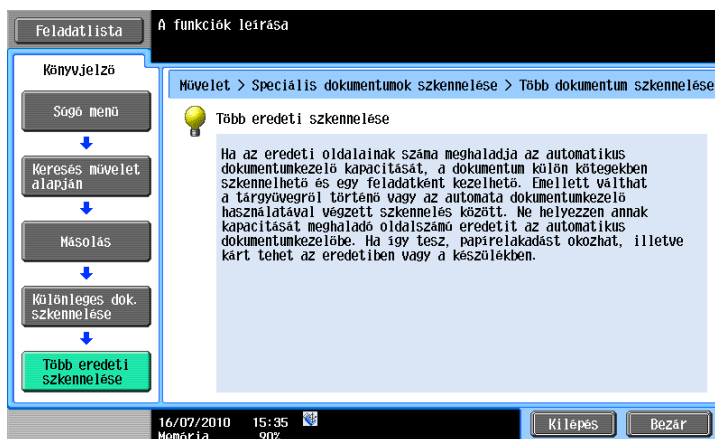 Feladatlista
A funkciók leírása
Könyvjelző
Súgó menü
Keresés művelet
alapján
Másolás
Különleges dok.
szkennelése
Több eredeti
szkennelése
Művelet > Speciális dokumentumok szkennelése > Több dokumentum szkennelése
Több eredeti szkennelése
Ha az eredeti oldalainak száma meghaladja az automatikus
dokumentumkezelő kapacitását, a dokumentum külön kötegekben
szkennelhető és egy feladatként kezelhető. Emellett válthat
a tárgyüvegről történő vagy az automata dokumentumkezelő
használatával végzett szkennelés között. Ne helyezzen annak
kapacitását meghaladó oldalszámú eredetit az automatikus
dokumentumkezelőbe. Ha így tesz, papírelakadást okozhat, illetve
kárt tehet az eredetiben vagy a készülékben.
16/07/2010 15:35
Memória 90%
Kilépés
Bezár